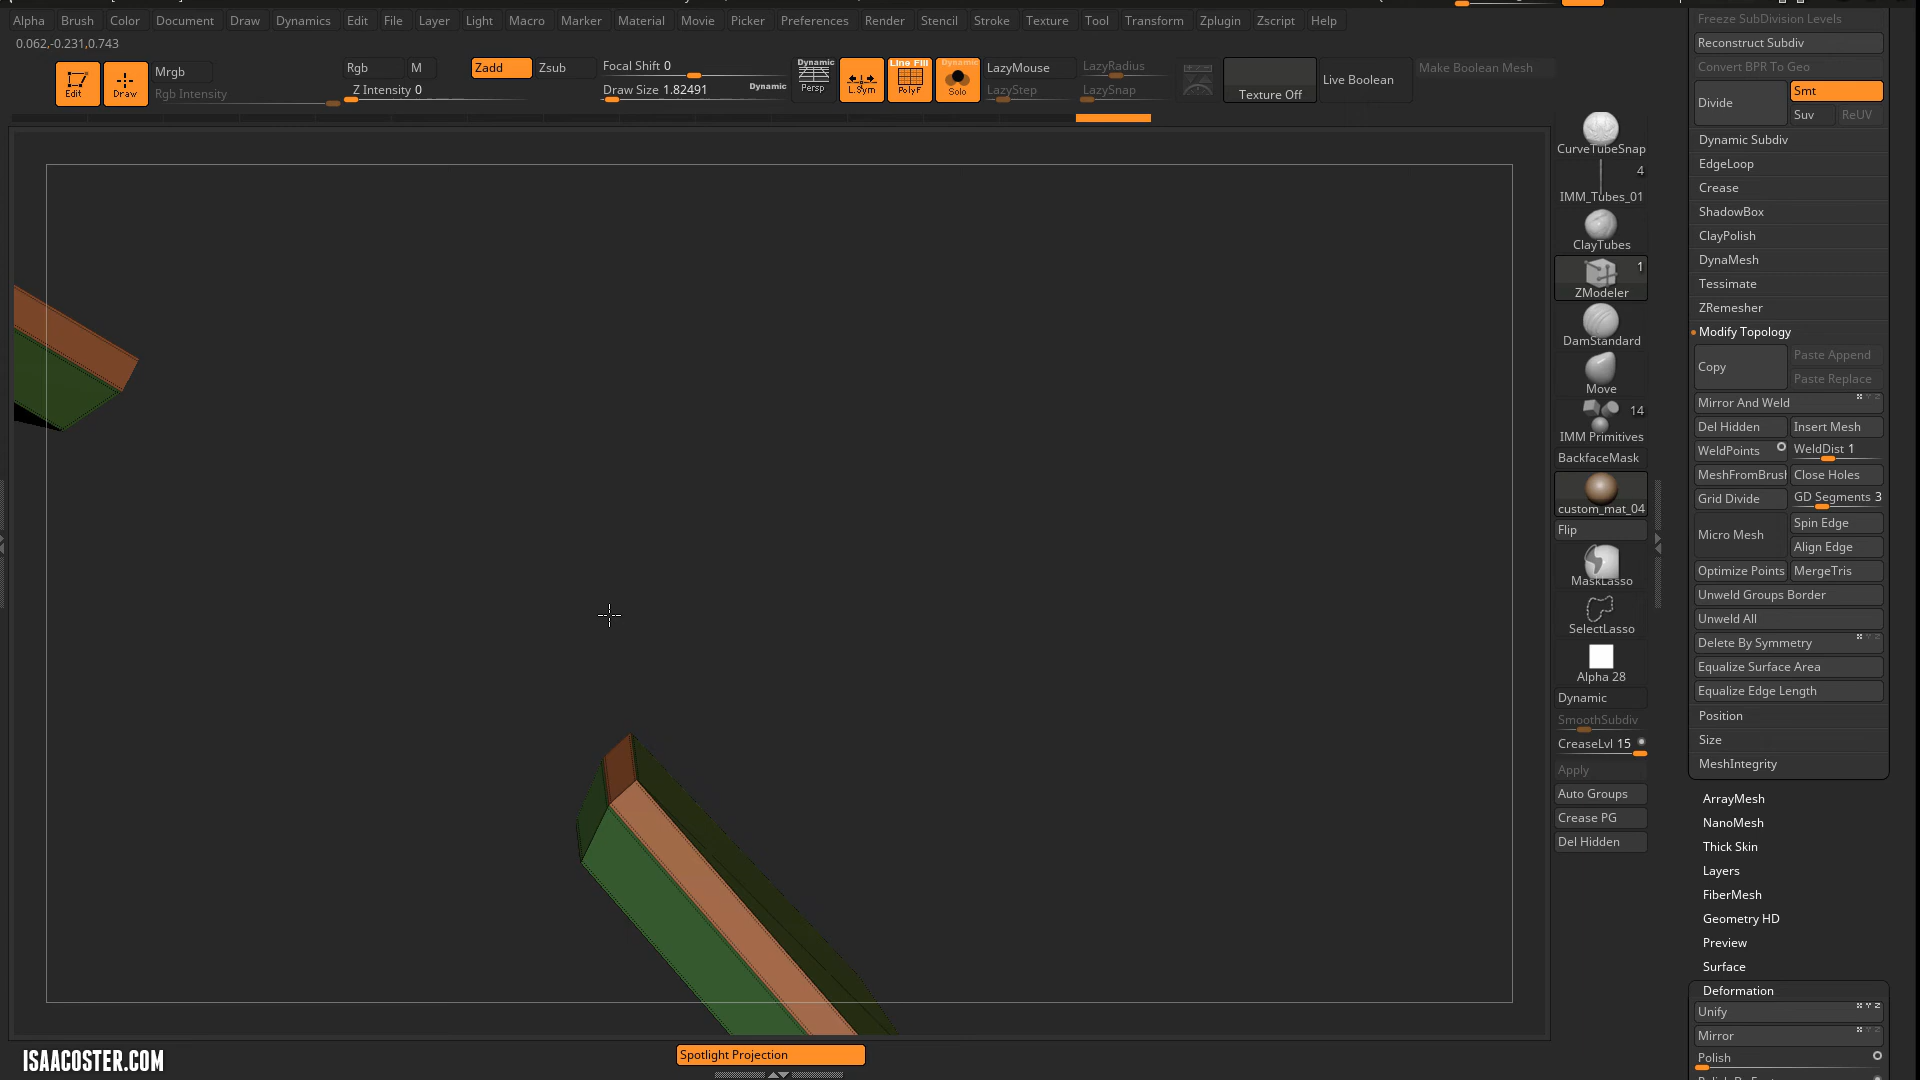 Alpha Brush Color Document Draw Dynamics Edit File Layer Light Macro Marker Material Movie Picker Preferences Render Stencil Stroke Texture Tool Transform Zplugin Zscript Help
0.062,-0.231,0.743
Edit
Draw
Mrgb
Rgb Intensity
Rgb
M
Z Intensity 0
Zadd
Zsub
Focal Shift 0
Draw Size 1.82491
Dynamic
Dynamic
Persp
L.Sym
Line Fill
PolyF
Dynamic
Solo
LazyMouse
LazyStep
LazyRadius
LazySnap
Texture Off
Live Boolean
Make Boolean Mesh
CurveTubeSnap
4
IMM_Tubes_01
ClayTubes
1
ZModeler
DamStandard
Move
14
IMM Primitives
BackfaceMask
custom_mat_04
Flip
MaskLasso
SelectLasso
Alpha 28
Dynamic
SmoothSubdiv
CreaseLvl 15
Apply
Auto Groups
Crease PG
Del Hidden
Freeze SubDivision Levels
Reconstruct Subdiv
Convert BPR To Geo
Divide
Smt
Suv
ReUV
Dynamic Subdiv
EdgeLoop
Crease
ShadowBox
ClayPolish
DynaMesh
Tessimate
ZRemesher
Modify Topology
Copy
Paste Append
Paste Replace
Mirror And Weld
Del Hidden
Insert Mesh
WeldPoints
WeldDist 1
MeshFromBrush
Close Holes
Grid Divide
GD Segments 3
Micro Mesh
Spin Edge
Align Edge
Optimize Points
MergeTris
Unweld Groups Border
Unweld All
Delete By Symmetry
Equalize Surface Area
Equalize Edge Length
Position
Size
MeshIntegrity
ArrayMesh
NanoMesh
Thick Skin
Layers
FiberMesh
Geometry HD
Preview
Surface
Deformation
Unify
Mirror
Polish
ISAACOSTER.COM
Spotlight Projection